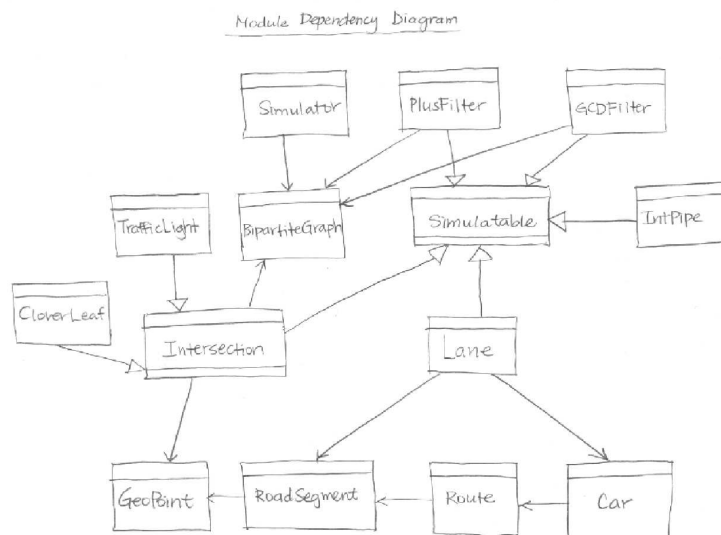 Module Dependency Diagram
Simulator
PlusFilter
GCDFilter
TrafficLight
BipartiteGraph
Simulatable
IntPipe
CloverLeaf
Intersection
Lane
GeoPoint
RoadSegment
Route
Car